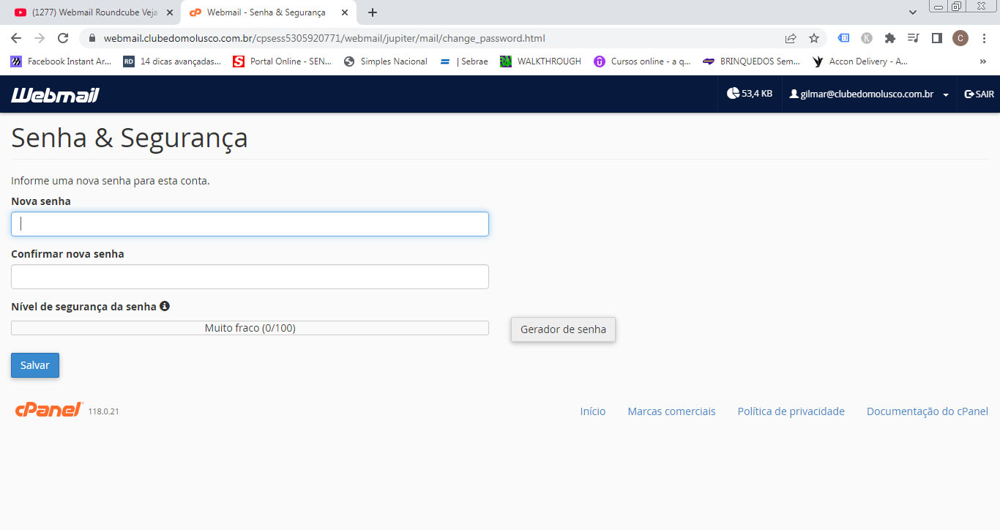 (1277) Webmail Roundcube Veja
Webmail - Senha & Segurança
webmail.clubedomolusco.com.br/cpsess5305920771/webmail/jupiter/mail/change_password.html
K
C
Facebook Instant Ar...
RD
14 dicas avançadas...
S
Portal Online - SEN...
Simples Nacional
| Sebrae
WALKTHROUGH
Cursos online - a q...
BRINQUEDOS Sem...
Accon Delivery - A...
Webmail
53,4 KB
gilmar@clubedomolusco.com.br
SAIR
Senha & Segurança
Informe uma nova senha para esta conta.
Nova senha
Confirmar nova senha
Nível de segurança da senha
Muito fraco (0/100)
Gerador de senha
Salvar
cPanel 118.0.21
Início
Marcas comerciais
Política de privacidade
Documentação do cPanel